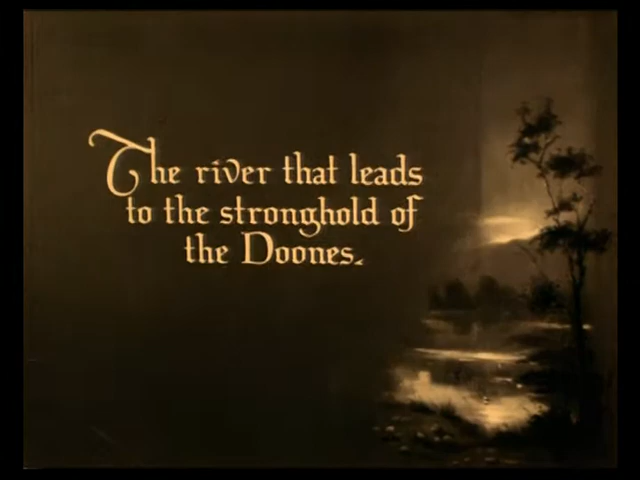 The river that leads
to the stronghold of
the Doones.